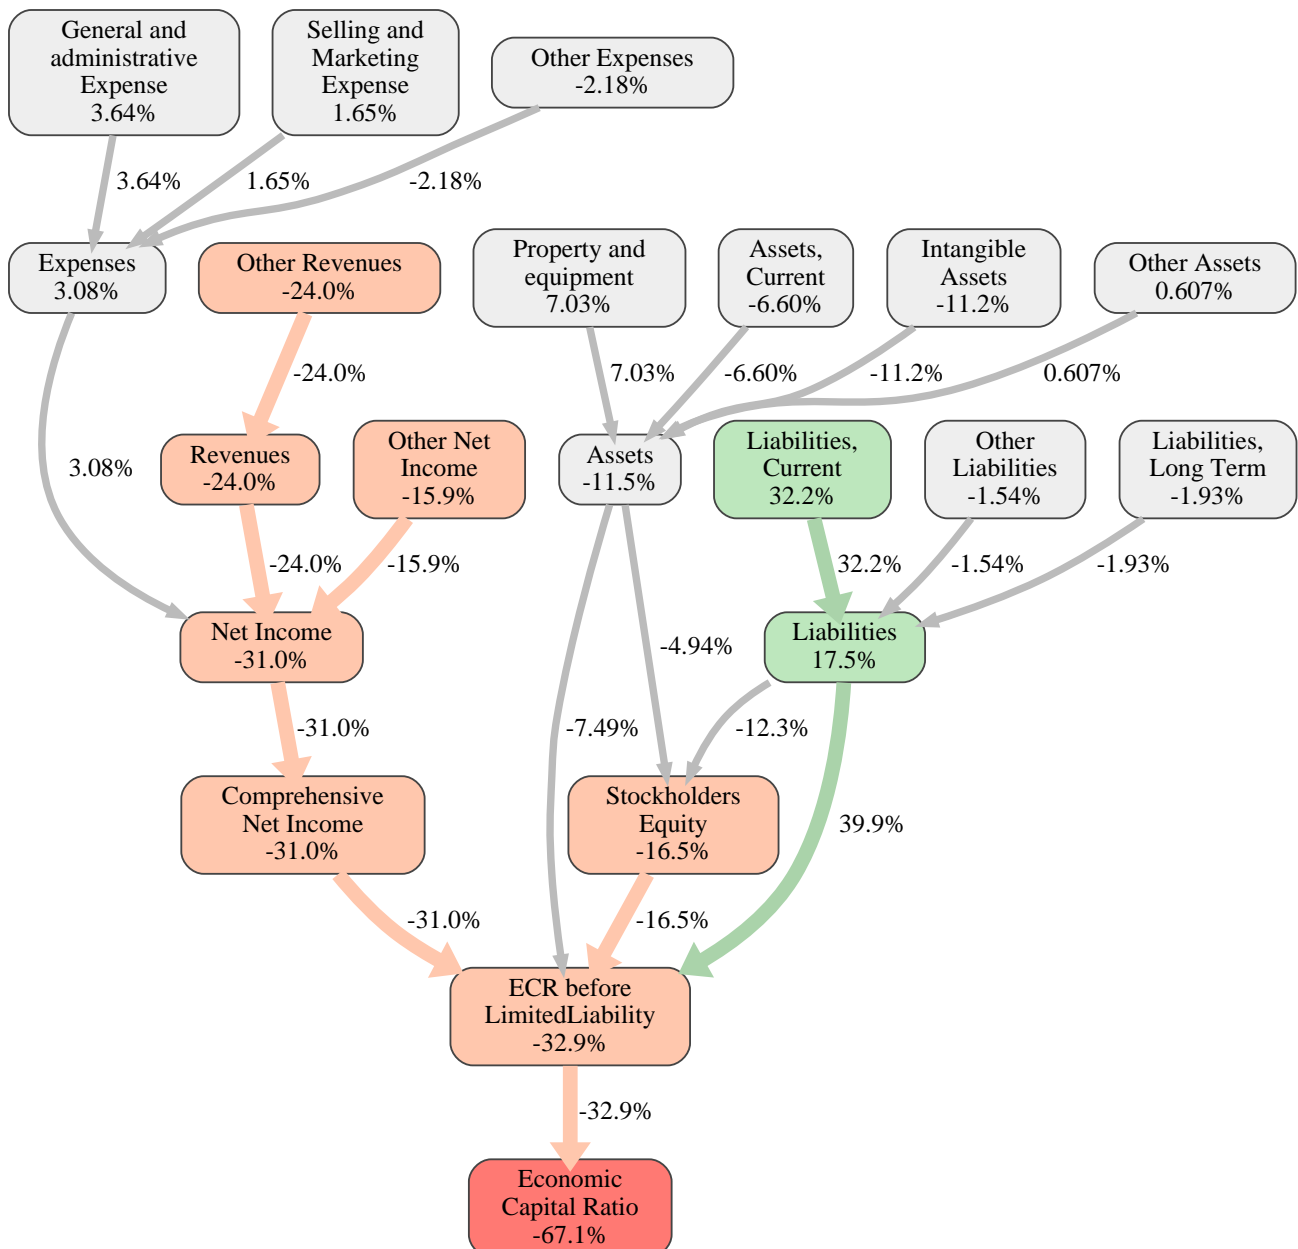 General and
administrative
Expense
3.64%
Selling and
Marketing
Expense
1.65%
Other Expenses
-2.18%
3.64%
1.65%
-2.18%
Expenses
3.08%
Other Revenues
-24.0%
Property and
equipment
7.03%
Assets,
Current
-6.60%
Intangible
Assets
-11.2%
Other Assets
0.607%
-24.0%
7.03%
-6.60%
-11.2%
0.607%
3.08%
Revenues
-24.0%
Other Net
Income
-15.9%
Assets
-11.5%
Liabilities,
Current
32.2%
Other
Liabilities
-1.54%
Liabilities,
Long Term
-1.93%
-24.0%
-15.9%
32.2%
-1.54%
-1.93%
Net Income
-31.0%
-4.94%
Liabilities
17.5%
-31.0%
-7.49%
-12.3%
Comprehensive
Net Income
-31.0%
Stockholders
Equity
-16.5%
39.9%
-31.0%
-16.5%
ECR before
LimitedLiability
-32.9%
-32.9%
Economic
Capital Ratio
-67.1%